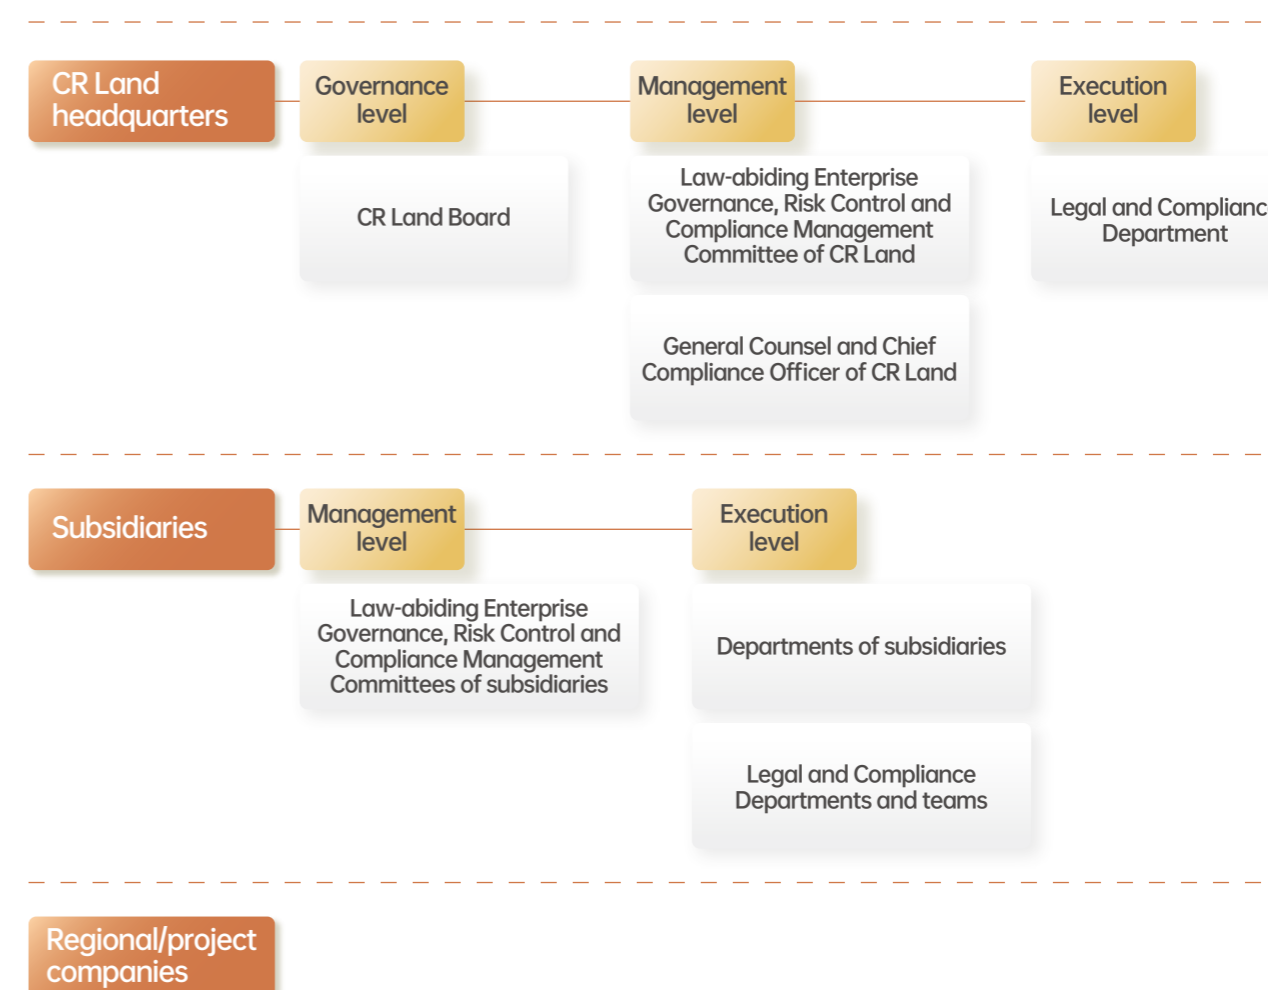 CR Land
headquarters
Governance
level
CR Land Board
Management
level
Law-abiding Enterprise
Governance, Risk Control and
Compliance Management
Committee of CR Land
General Counsel and Chief
Compliance Officer of CR Land
Execution
level
Legal and Complianc
Department
Subsidiaries
Management
level
Law-abiding Enterprise
Governance, Risk Control and
Compliance Management
Committees of subsidiaries
Execution
level
Departments of subsidiaries
Legal and Compliance
Departments and teams
Regional/project
companies